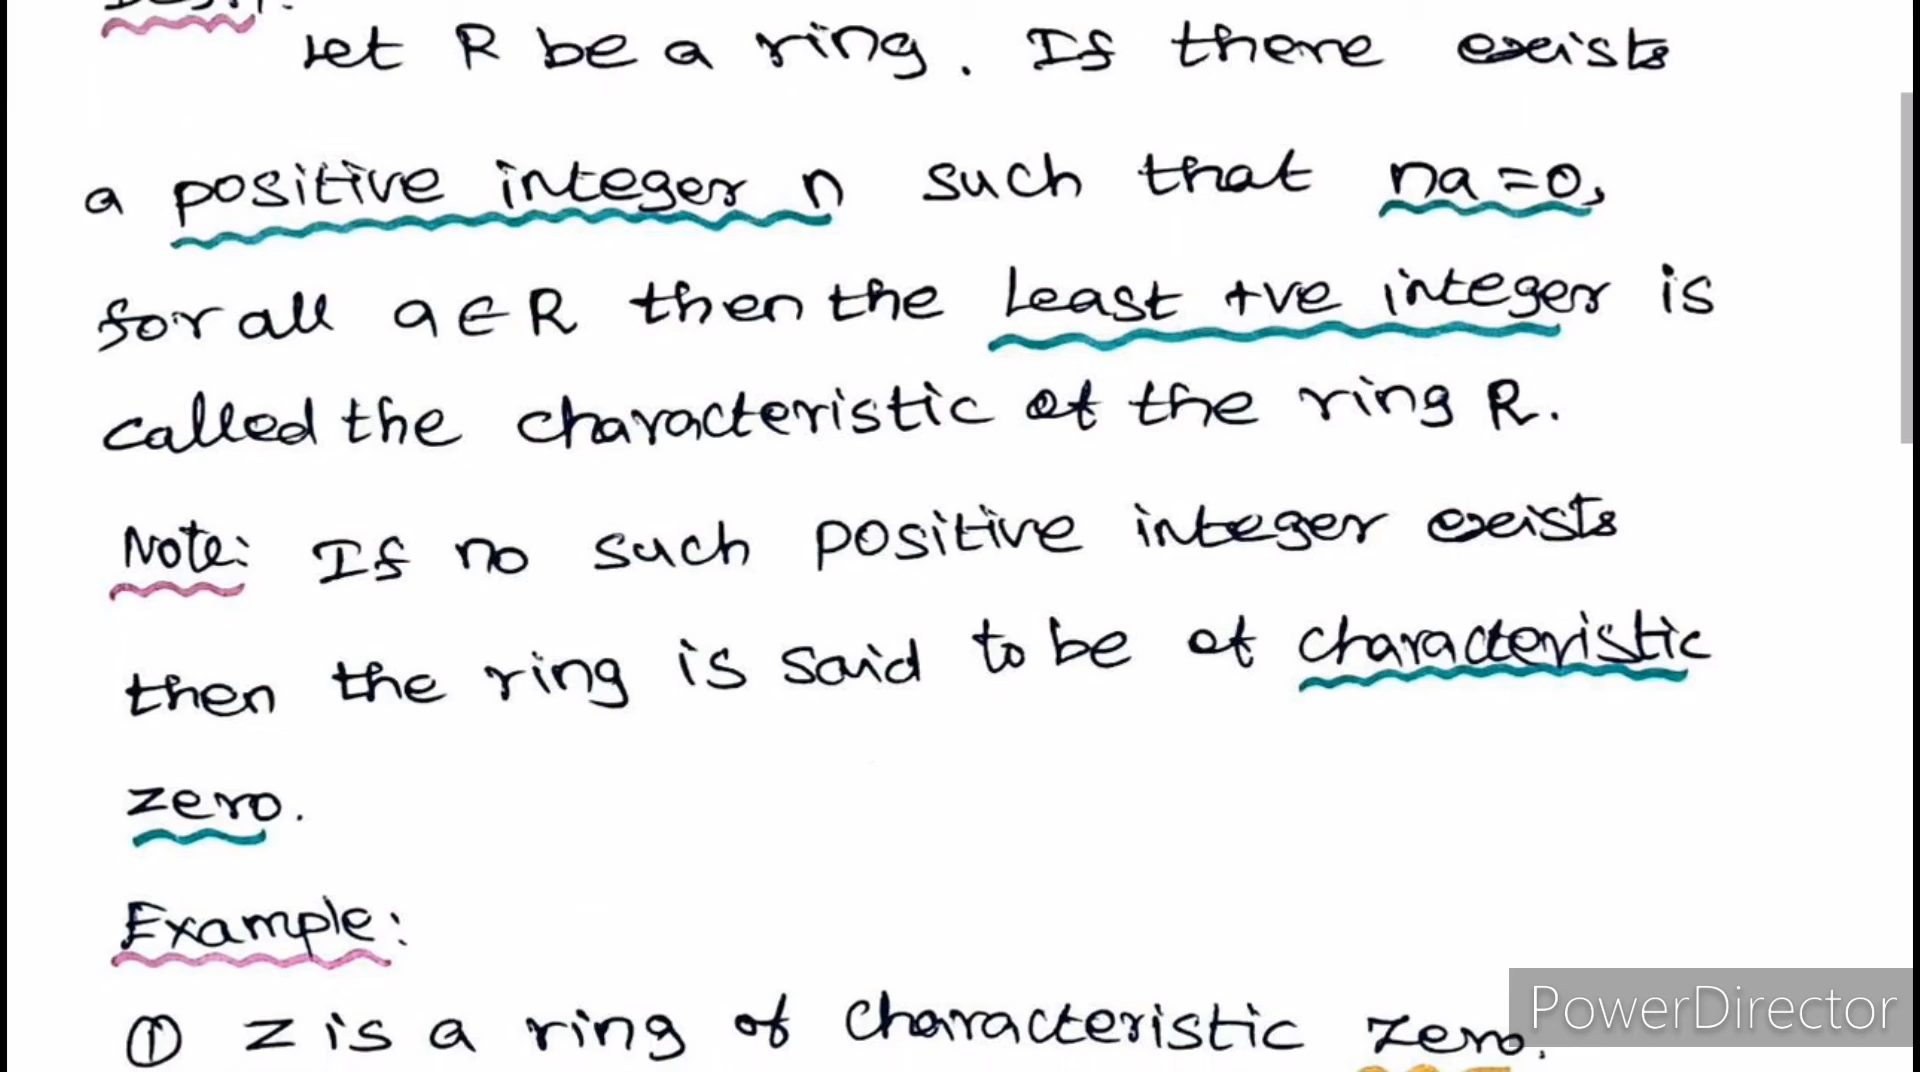 Let R be a ring. If there exists
a positive integer n such that na=0,
for all a∈R then the Least +ve integer is
called the characteristic of the ring R.
Note: If no such positive integer exists
then the ring is said to be of characteristic
zero.
Example:
① Z is a ring of characteristic zero.
PowerDirector